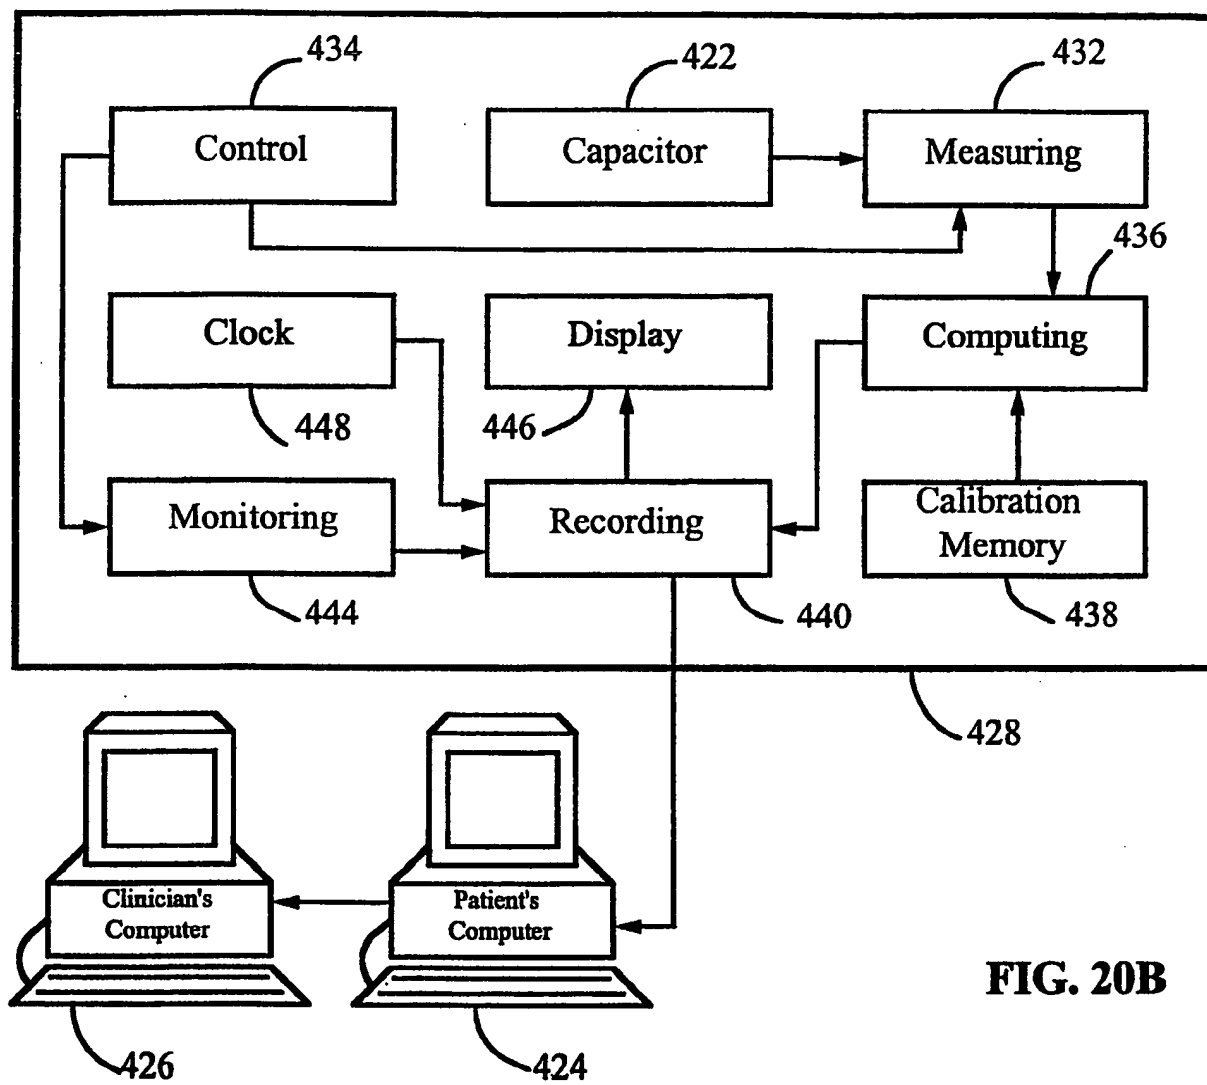 434
422
432
Control
Capacitor
Measuring
436
Clock
Display
Computing
448
446
Monitoring
Recording
Calibration
Memory
444
440
438
428
Clinician's
Computer
Patient's
Computer
FIG. 20B
426
424